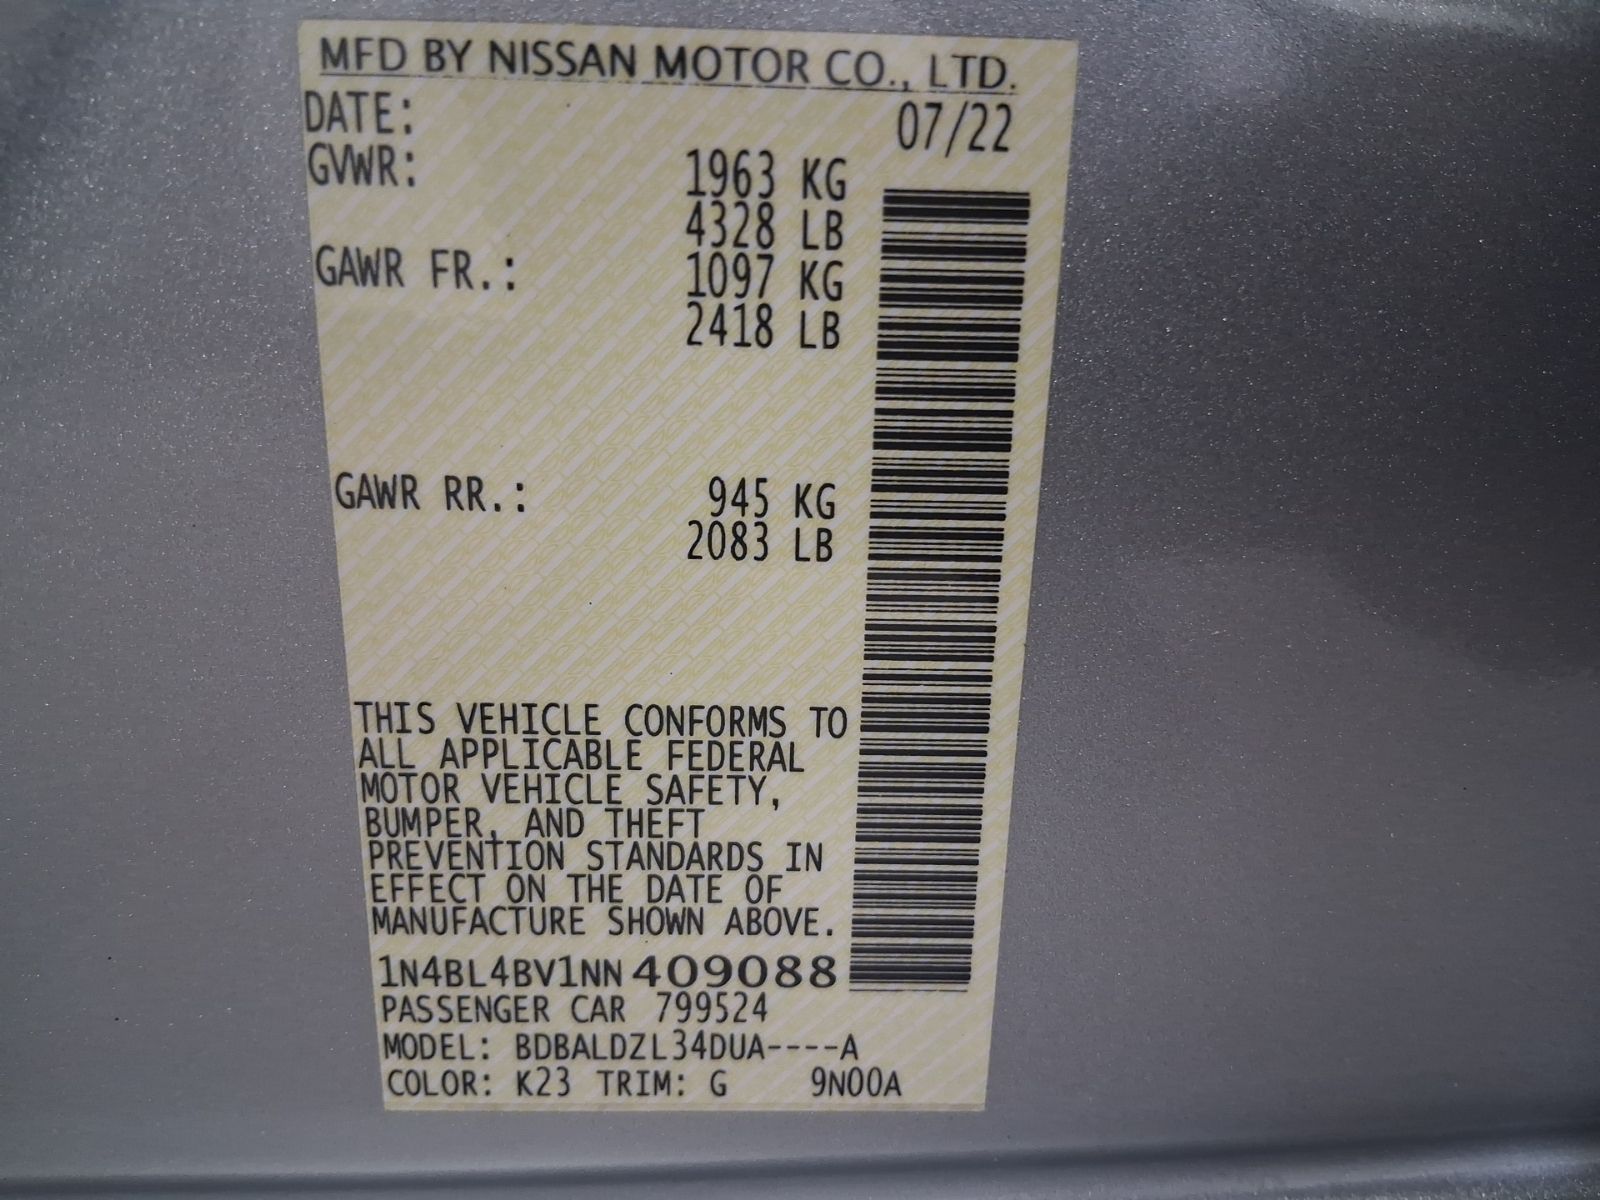 MFD BY NISSAN MOTOR CO., LTD.
DATE: 07/22
GVWR: 1963 KG
4328 LB
GAWR FR.: 1097 KG
2418 LB
GAWR RR.: 945 KG
2083 LB
THIS VEHICLE CONFORMS TO
ALL APPLICABLE FEDERAL
MOTOR VEHICLE SAFETY,
BUMPER, AND THEFT
PREVENTION STANDARDS IN
EFFECT ON THE DATE OF
MANUFACTURE SHOWN ABOVE.
1N4BL4BV1NN409088
PASSENGER CAR 799524
MODEL: BDBALDZL34DUA----A
COLOR: K23 TRIM: G 9N00A